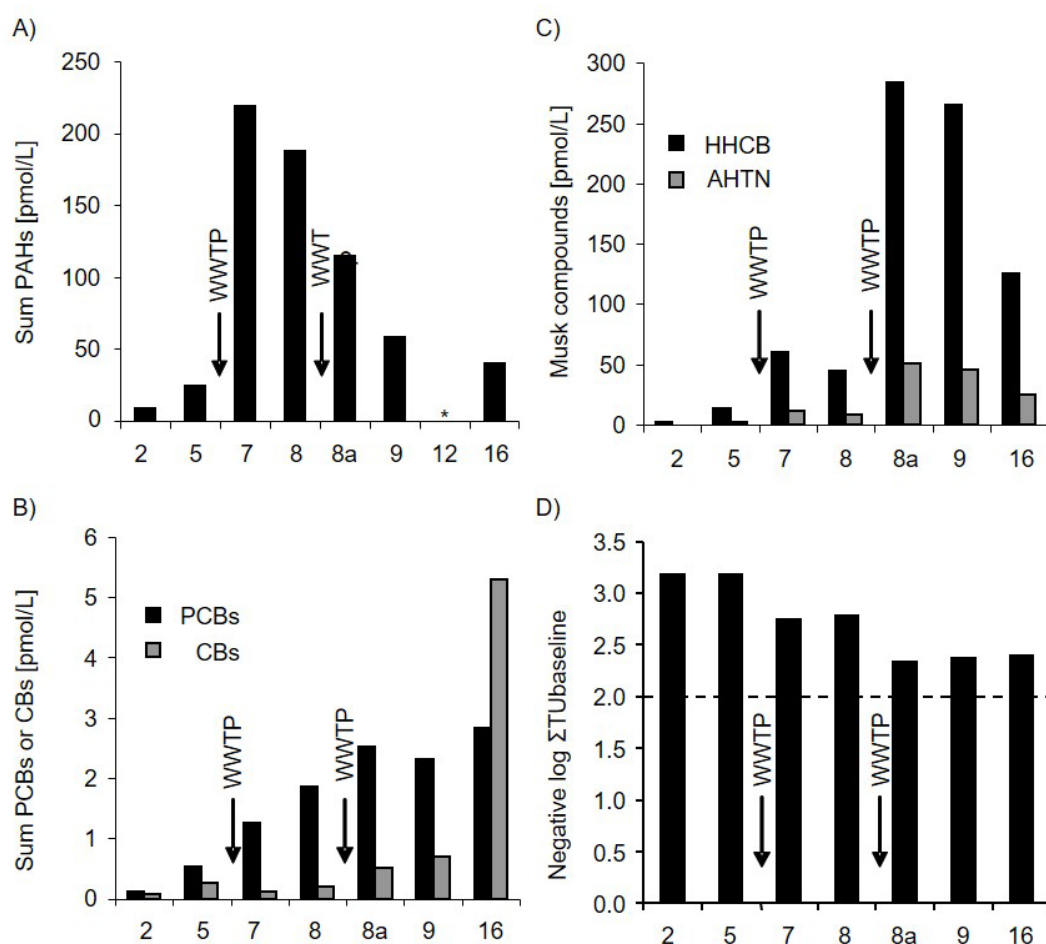 A)
Sum PAHs [pmol/L]
250
200
150
100
50
0
WWTP
WWT
*
2 5 7 8 8a 9 12 16
C)
Musk compounds [pmol/L]
300
250
200
150
100
50
0
HHCB
AHTN
WWTP
WWTP
2 5 7 8 8a 9 16
B)
Sum PCBs or CBs [pmol/L]
6
5
4
3
2
1
0
PCBs
CBs
WWTP
WWTP
2 5 7 8 8a 9 16
D)
Negative log ΣTUbaseline
3.5
3.0
2.5
2.0
1.5
1.0
0.5
0.0
WWTP
WWTP
2 5 7 8 8a 9 16